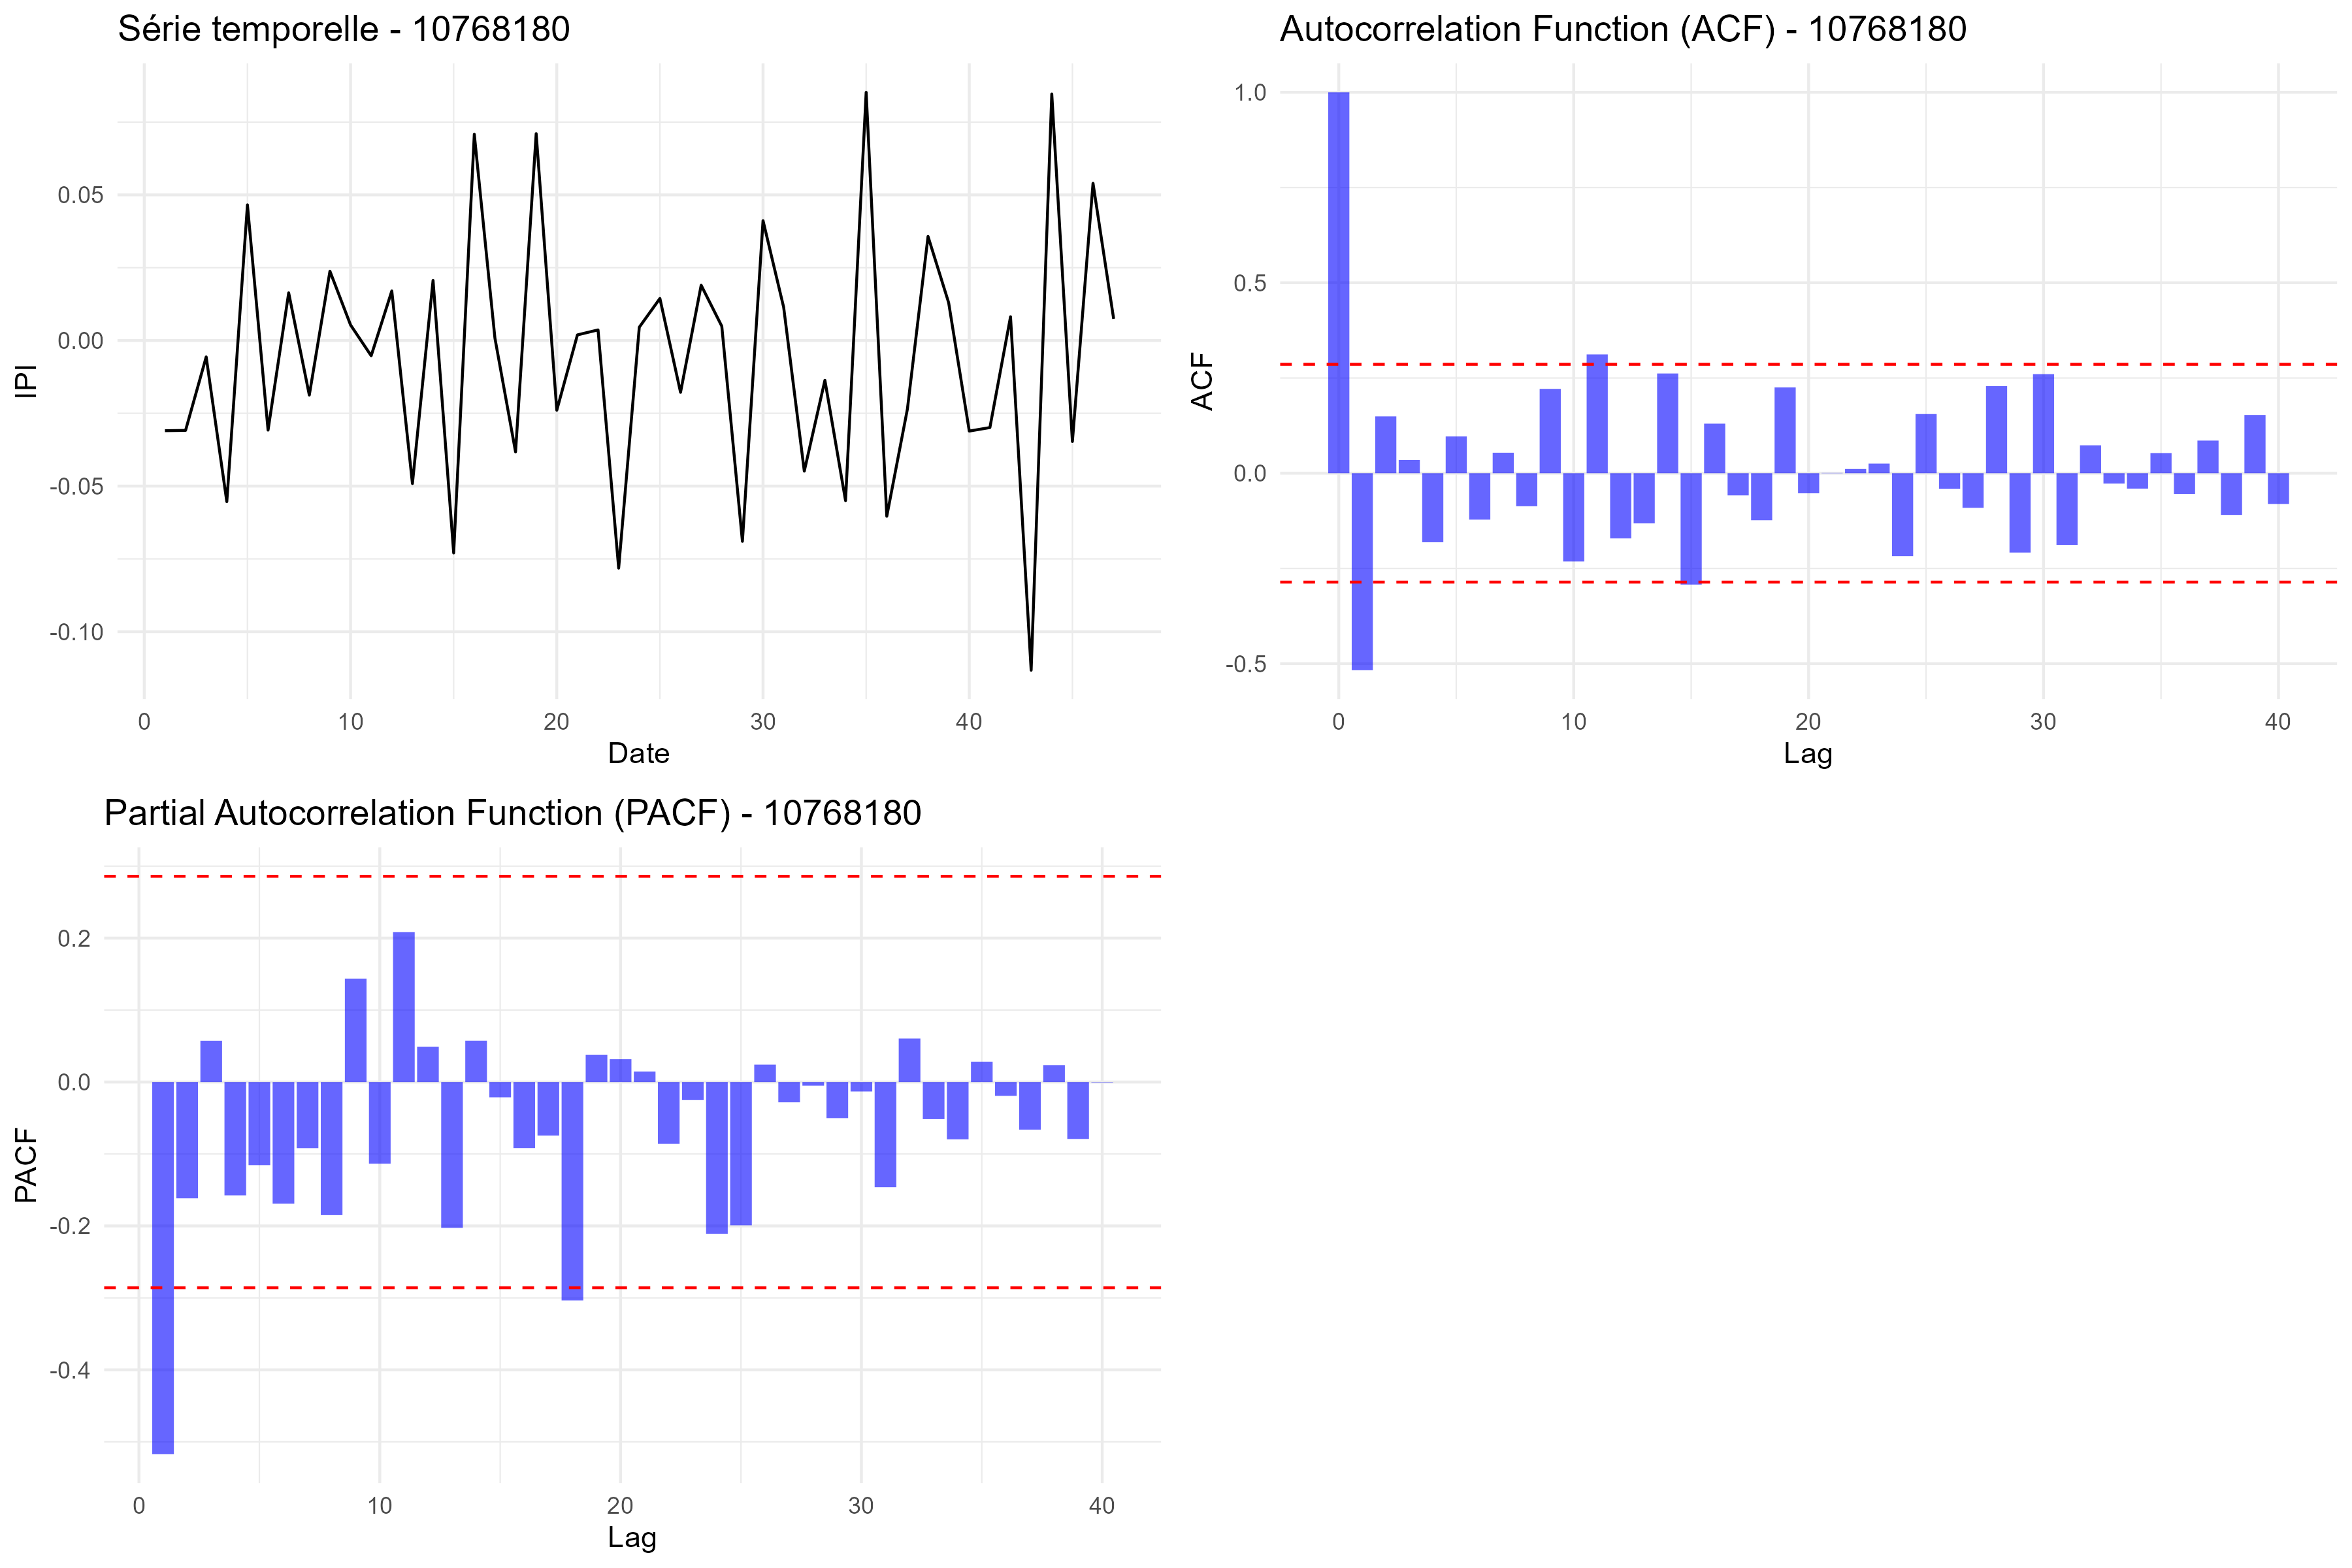 Série temporelle - 10768180
IPI
0.05
0.00
-0.05
-0.10
0 10 20 30 40
Date
Autocorrelation Function (ACF) - 10768180
ACF
1.0
0.5
0.0
-0.5
0 10 20 30 40
Lag
Partial Autocorrelation Function (PACF) - 10768180
PACF
0.2
0.0
-0.2
-0.4
0 10 20 30 40
Lag